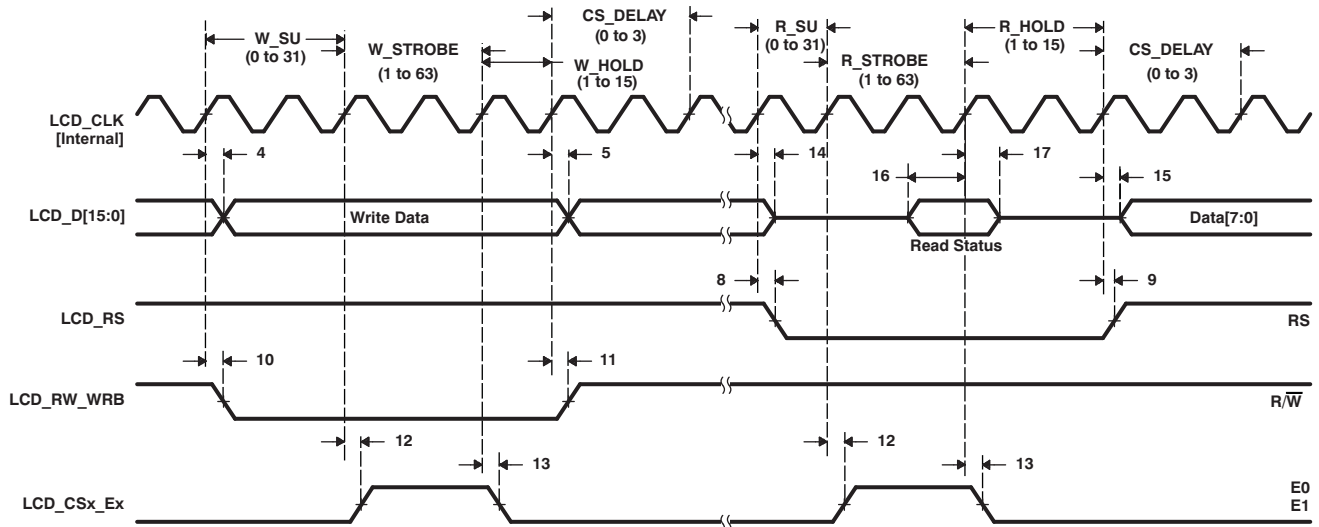 CS_DELAY
(0 to 3)
W_SU
(0 to 31)
W_STROBE
(1 to 63)
W_HOLD
(1 to 15)
R_SU
(0 to 31)
R_STROBE
(1 to 63)
R_HOLD
(1 to 15)
CS_DELAY
(0 to 3)
LCD_CLK
[Internal]
4
5
14
17
16
15
LCD_D[15:0]
Write Data
Read Status
Data[7:0]
8
9
LCD_RS
RS
10
11
LCD_RW_WRB
R/W
12
13
12
13
LCD_CSx_Ex
E0
E1